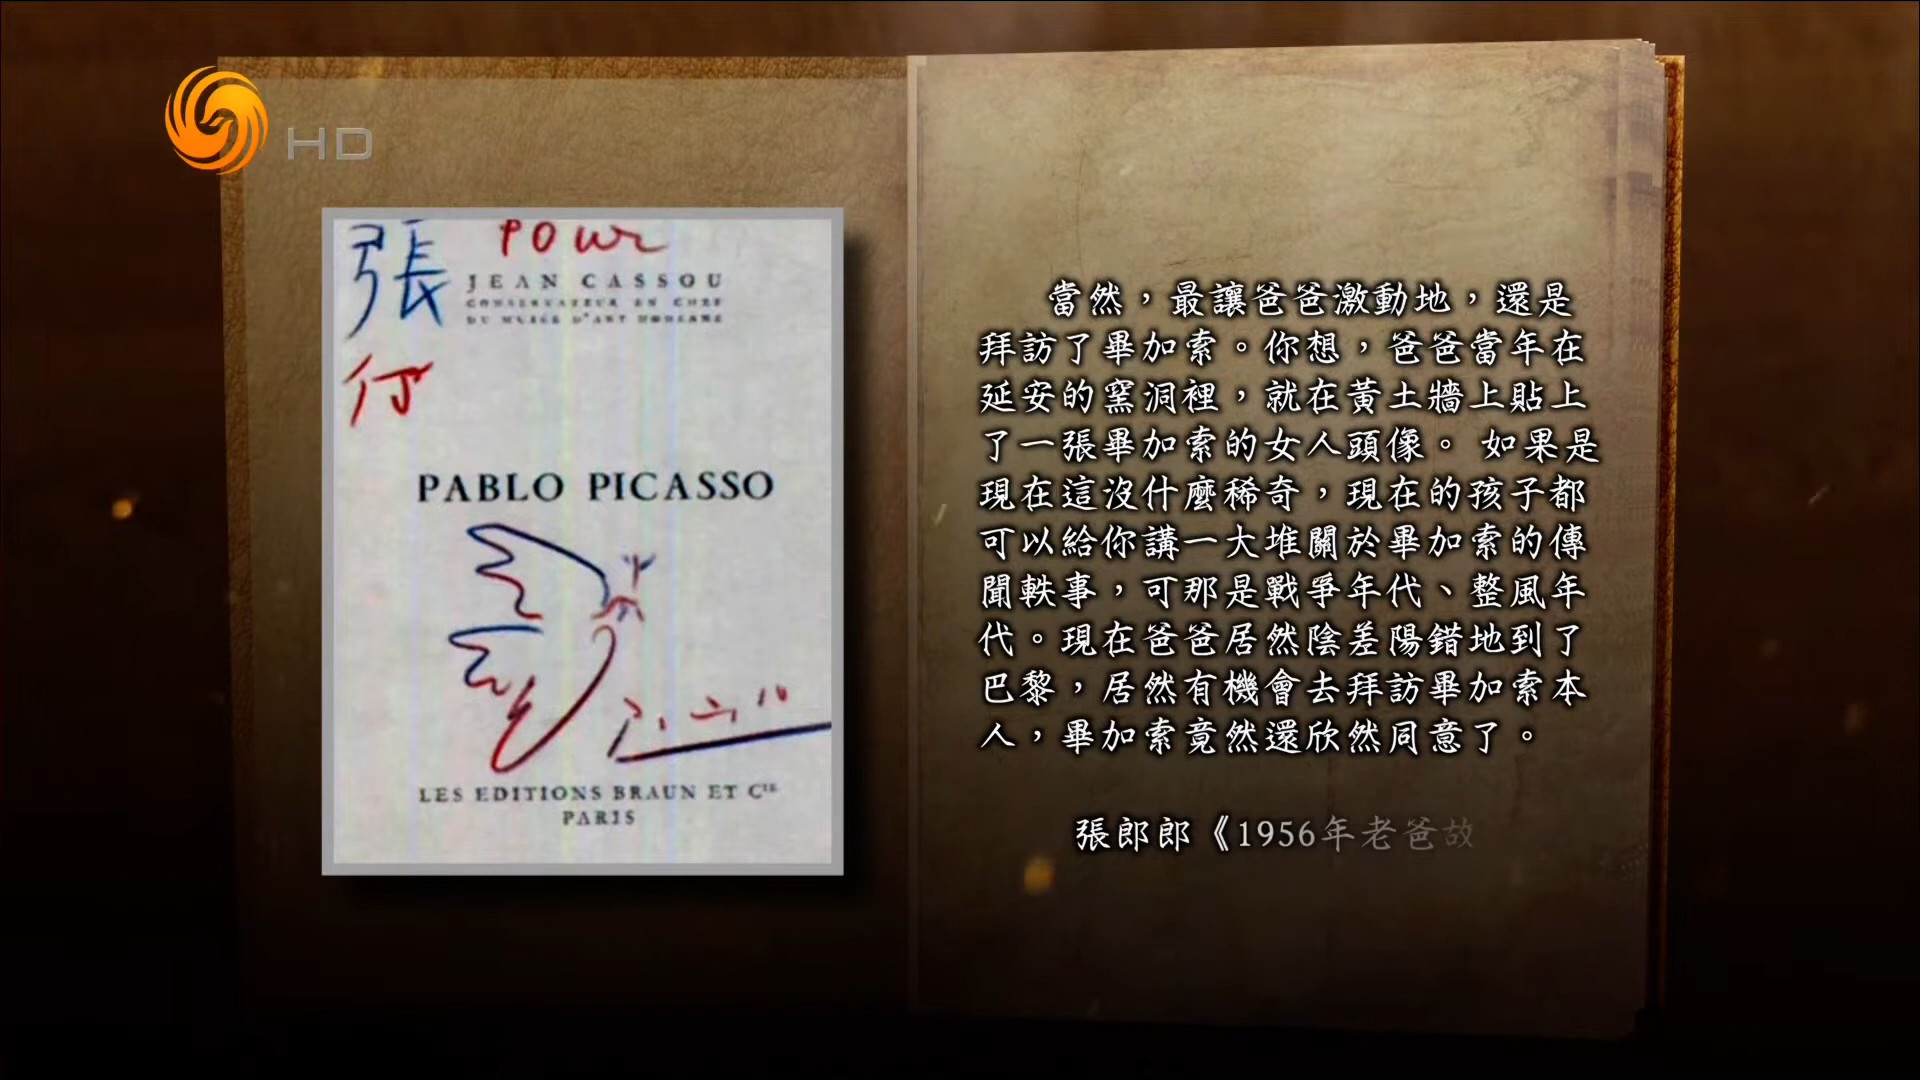 HD
張 POUR
JEAN CASSOU
CONSERVATEUR EN CHEF
DU MUSÉE D'ART MODERNE
仃
PABLO PICASSO
LES EDITIONS BRAUN ET Cie
PARIS
當然，最讓爸爸激動地，還是
拜訪了畢加索。你想，爸爸當年在
延安的窯洞裡，就在黃土牆上貼上
了一張畢加索的女人頭像。 如果是
現在這沒什麼稀奇，現在的孩子都
可以給你講一大堆關於畢加索的傳
聞軼事，可那是戰爭年代、整風年
代。現在爸爸居然陰差陽錯地到了
巴黎，居然有機會去拜訪畢加索本
人，畢加索竟然還欣然同意了。
張郎郎《1956年老爸故